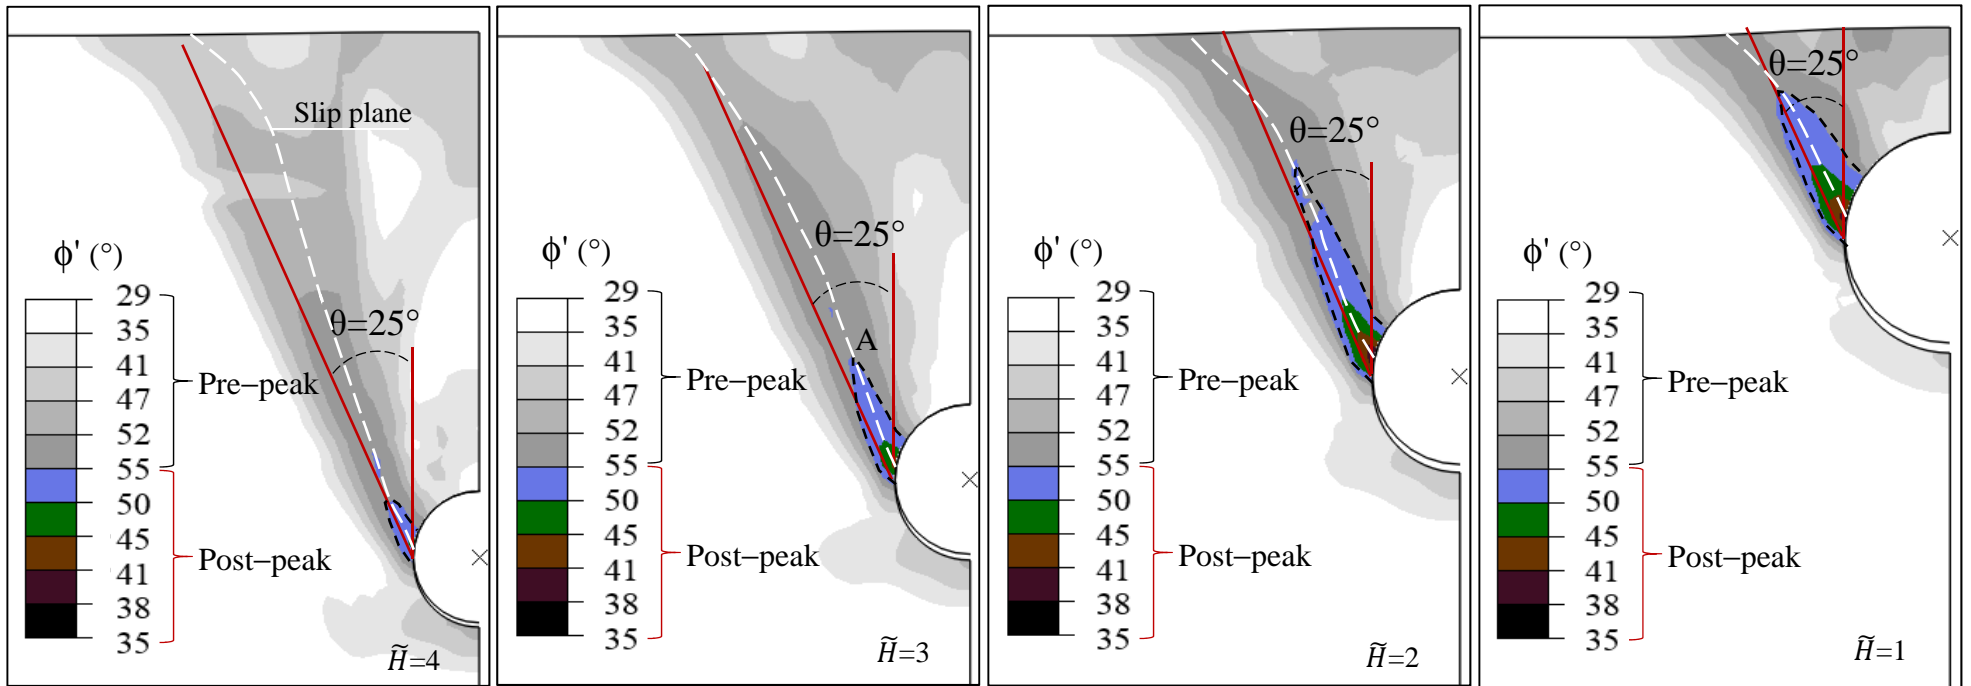 Slip plane
θ=25°
ϕ' (°)
29
35
41
47
52
55
50
45
41
38
35
Pre−peak
Post−peak
H̃=4
θ=25°
A
ϕ' (°)
29
35
41
47
52
55
50
45
41
38
35
Pre−peak
Post−peak
H̃=3
θ=25°
ϕ' (°)
29
35
41
47
52
55
50
45
41
38
35
Pre−peak
Post−peak
H̃=2
θ=25°
ϕ' (°)
29
35
41
47
52
55
50
45
41
38
35
Pre−peak
Post−peak
H̃=1